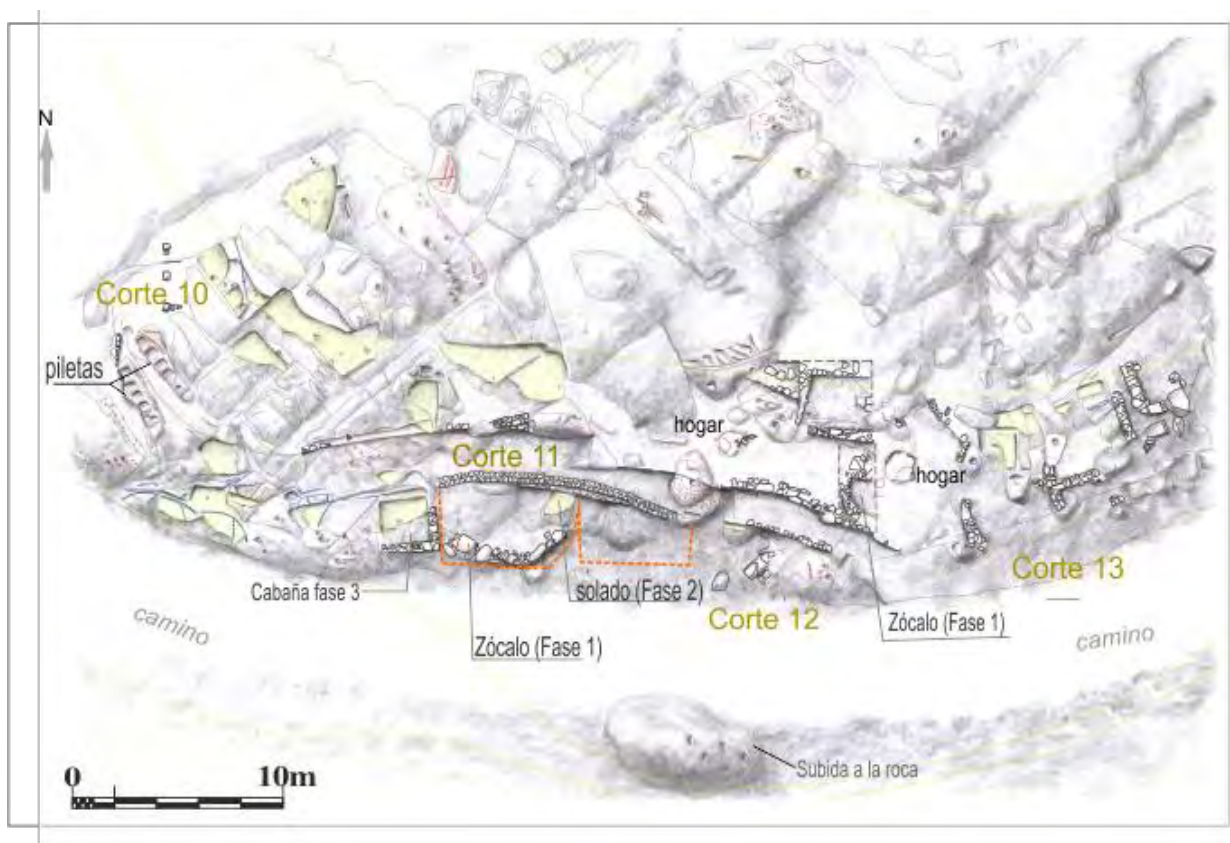 N
Corte 10
piletas
hogar
Corte 11
hogar
Corte 13
Cabaña fase 3
solado (Fase 2)
Corte 12
camino
Zócalo (Fase 1)
Zócalo (Fase 1)
camino
Subida a la roca
0 10m